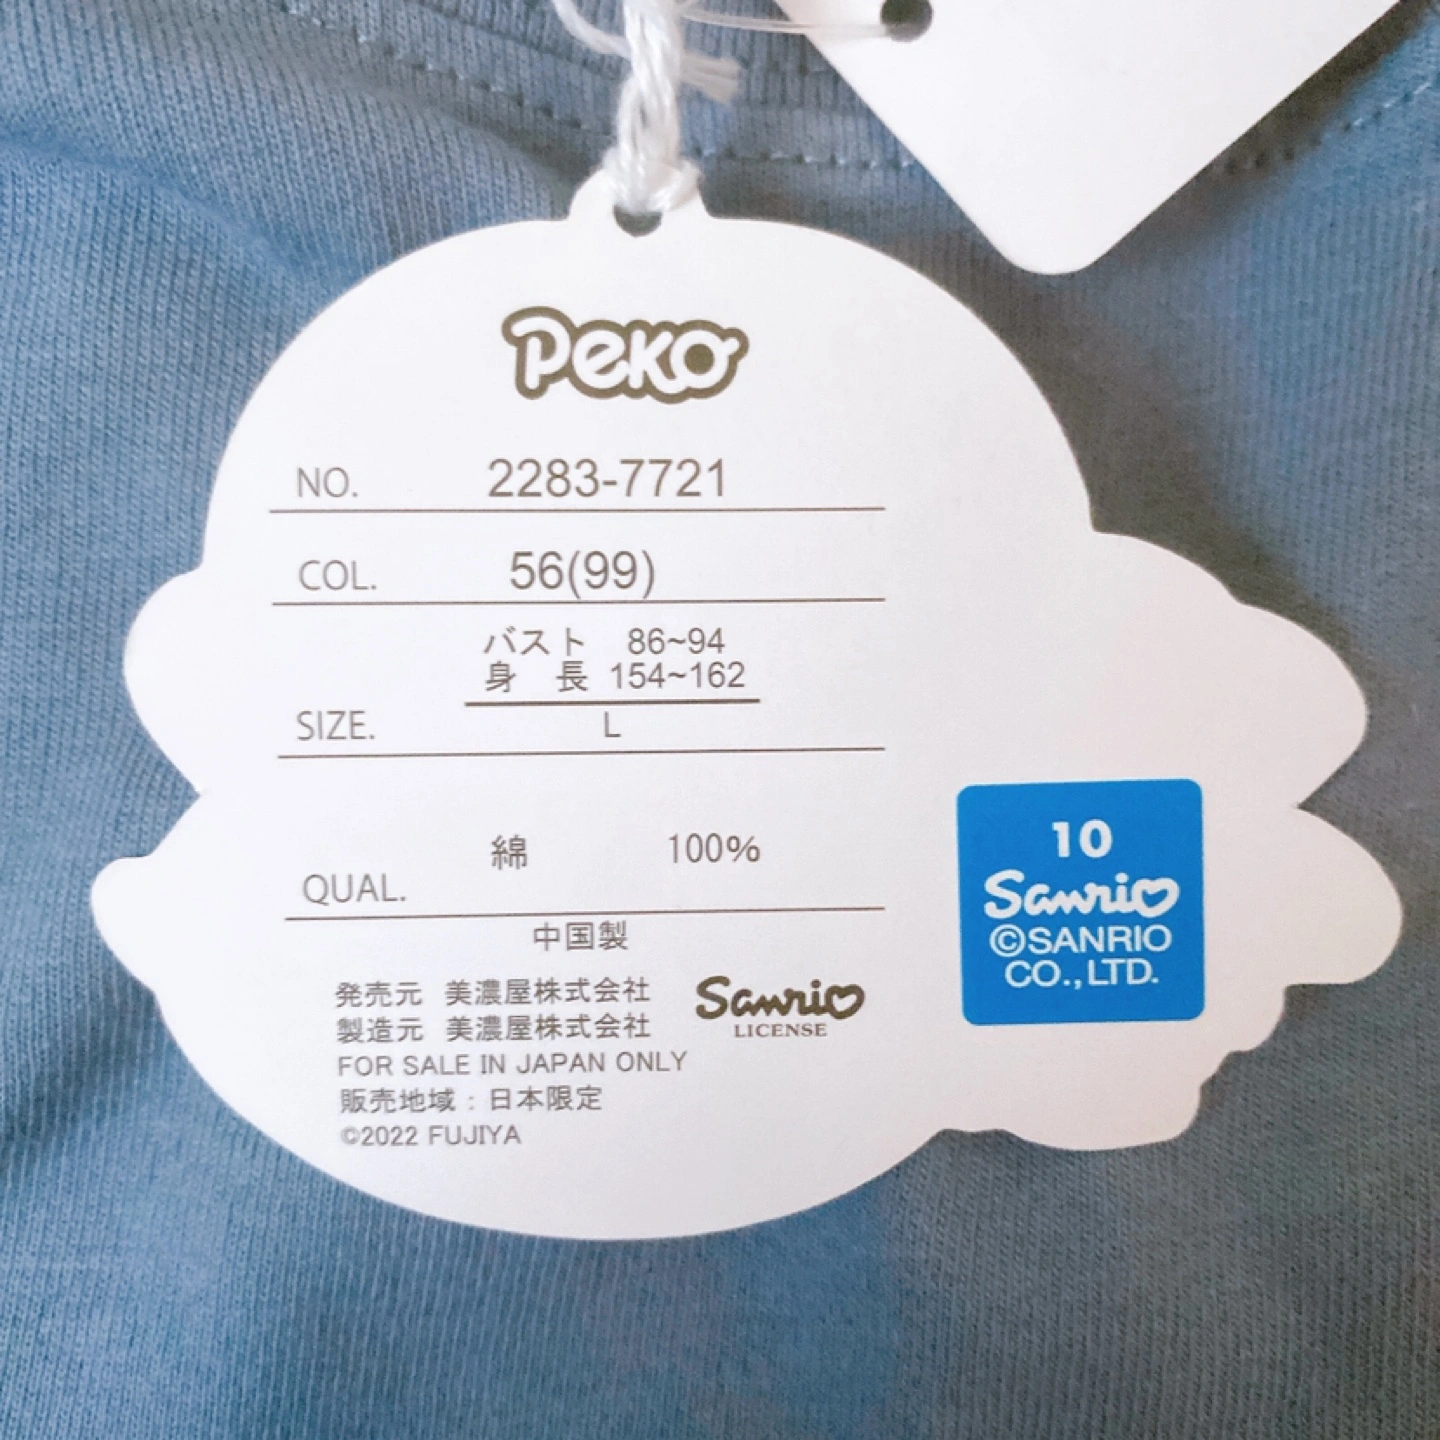 Peko
NO. 2283-7721
COL. 56(99)
バスト 86~94
身 長 154~162
SIZE. L
QUAL. 綿 100%
中国製
発売元 美濃屋株式会社
製造元 美濃屋株式会社
FOR SALE IN JAPAN ONLY
販売地域：日本限定
©2022 FUJIYA
Sanrio
LICENSE
10
Sanrio
©SANRIO
CO.,LTD.